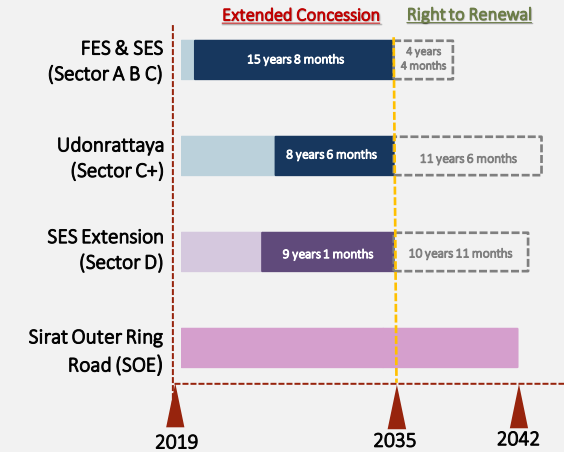 Extended Concession
Right to Renewal
FES & SES
(Sector A B C)
15 years 8 months
4 years
4 months
Udonrattaya
(Sector C+)
8 years 6 months
11 years 6 months
SES Extension
(Sector D)
9 years 1 months
10 years 11 months
Sirat Outer Ring
Road (SOE)
2019
2035
2042